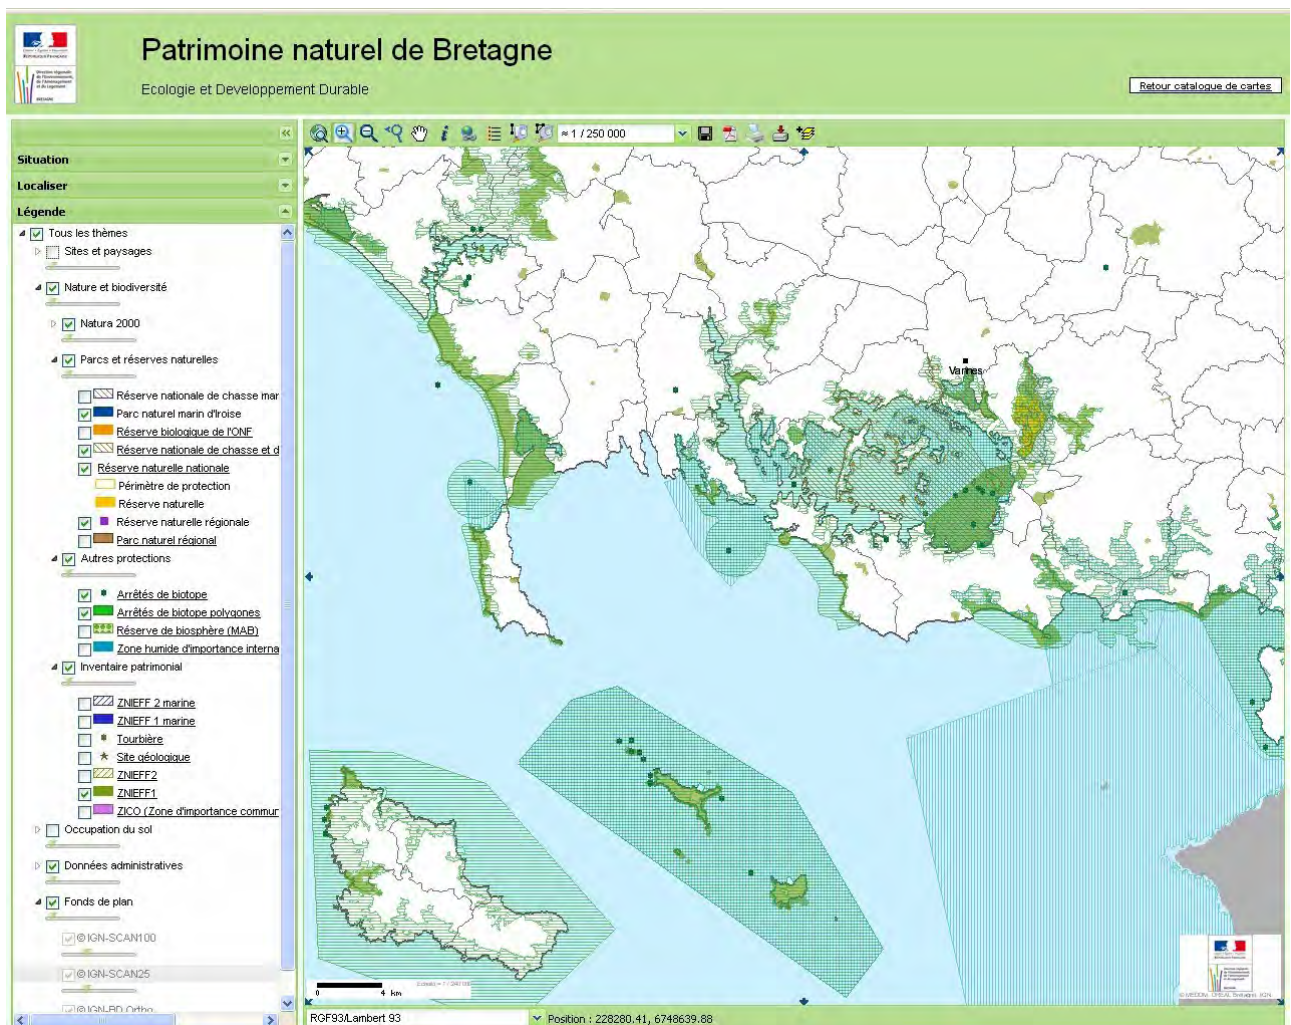 Patrimoine naturel de Bretagne
Ecologie et Developpement Durable
Retour catalogue de cartes
≈ 1 / 250 000
Situation
Localiser
Légende
Tous les thèmes
Sites et paysages
Nature et biodiversité
Natura 2000
Parcs et réserves naturelles
Réserve nationale de chasse mar
Parc naturel marin d'Iroise
Réserve biologique de l'ONF
Réserve nationale de chasse et d
Réserve naturelle nationale
Périmètre de protection
Réserve naturelle
Réserve naturelle régionale
Parc naturel régional
Autres protections
Arrêtés de biotope
Arrêtés de biotope polygones
Réserve de biosphère (MAB)
Zone humide d'importance interna
Inventaire patrimonial
ZNIEFF 2 marine
ZNIEFF 1 marine
Tourbière
Site géologique
ZNIEFF2
ZNIEFF1
ZICO (Zone d'importance commur
Occupation du sol
Données administratives
Fonds de plan
© IGN-SCAN100
© IGN-SCAN25
© IGN-BD Ortho
Vannes
0 4 km
RGF93/Lambert 93
Position : 228280.41, 6748639.88